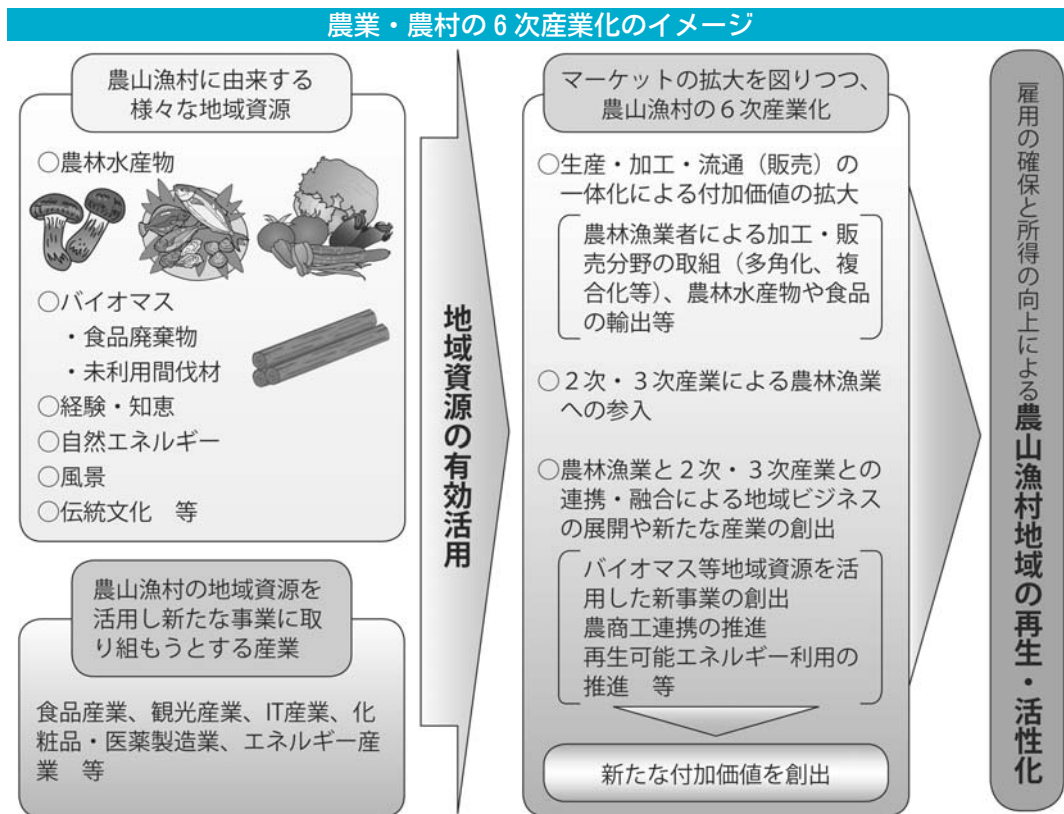 農業・農村の6次産業化のイメージ
農山漁村に由来する
様々な地域資源
○農林水産物
○バイオマス
・食品廃棄物
・未利用間伐材
○経験・知恵
○自然エネルギー
○風景
○伝統文化　等
農山漁村の地域資源を
活用し新たな事業に取
り組もうとする産業
食品産業、観光産業、IT産業、化
粧品・医薬製造業、エネルギー産
業　等
地域資源の有効活用
マーケットの拡大を図りつつ、
農山漁村の６次産業化
○生産・加工・流通（販売）の
一体化による付加価値の拡大
農林漁業者による加工・販
売分野の取組（多角化、複
合化等）、農林水産物や食品
の輸出等
○２次・３次産業による農林漁業
への参入
○農林漁業と２次・３次産業との
連携・融合による地域ビジネス
の展開や新たな産業の創出
バイオマス等地域資源を活
用した新事業の創出
農商工連携の推進
再生可能エネルギー利用の
推進　等
新たな付加価値を創出
雇用の確保と所得の向上による農山漁村地域の再生・活性化